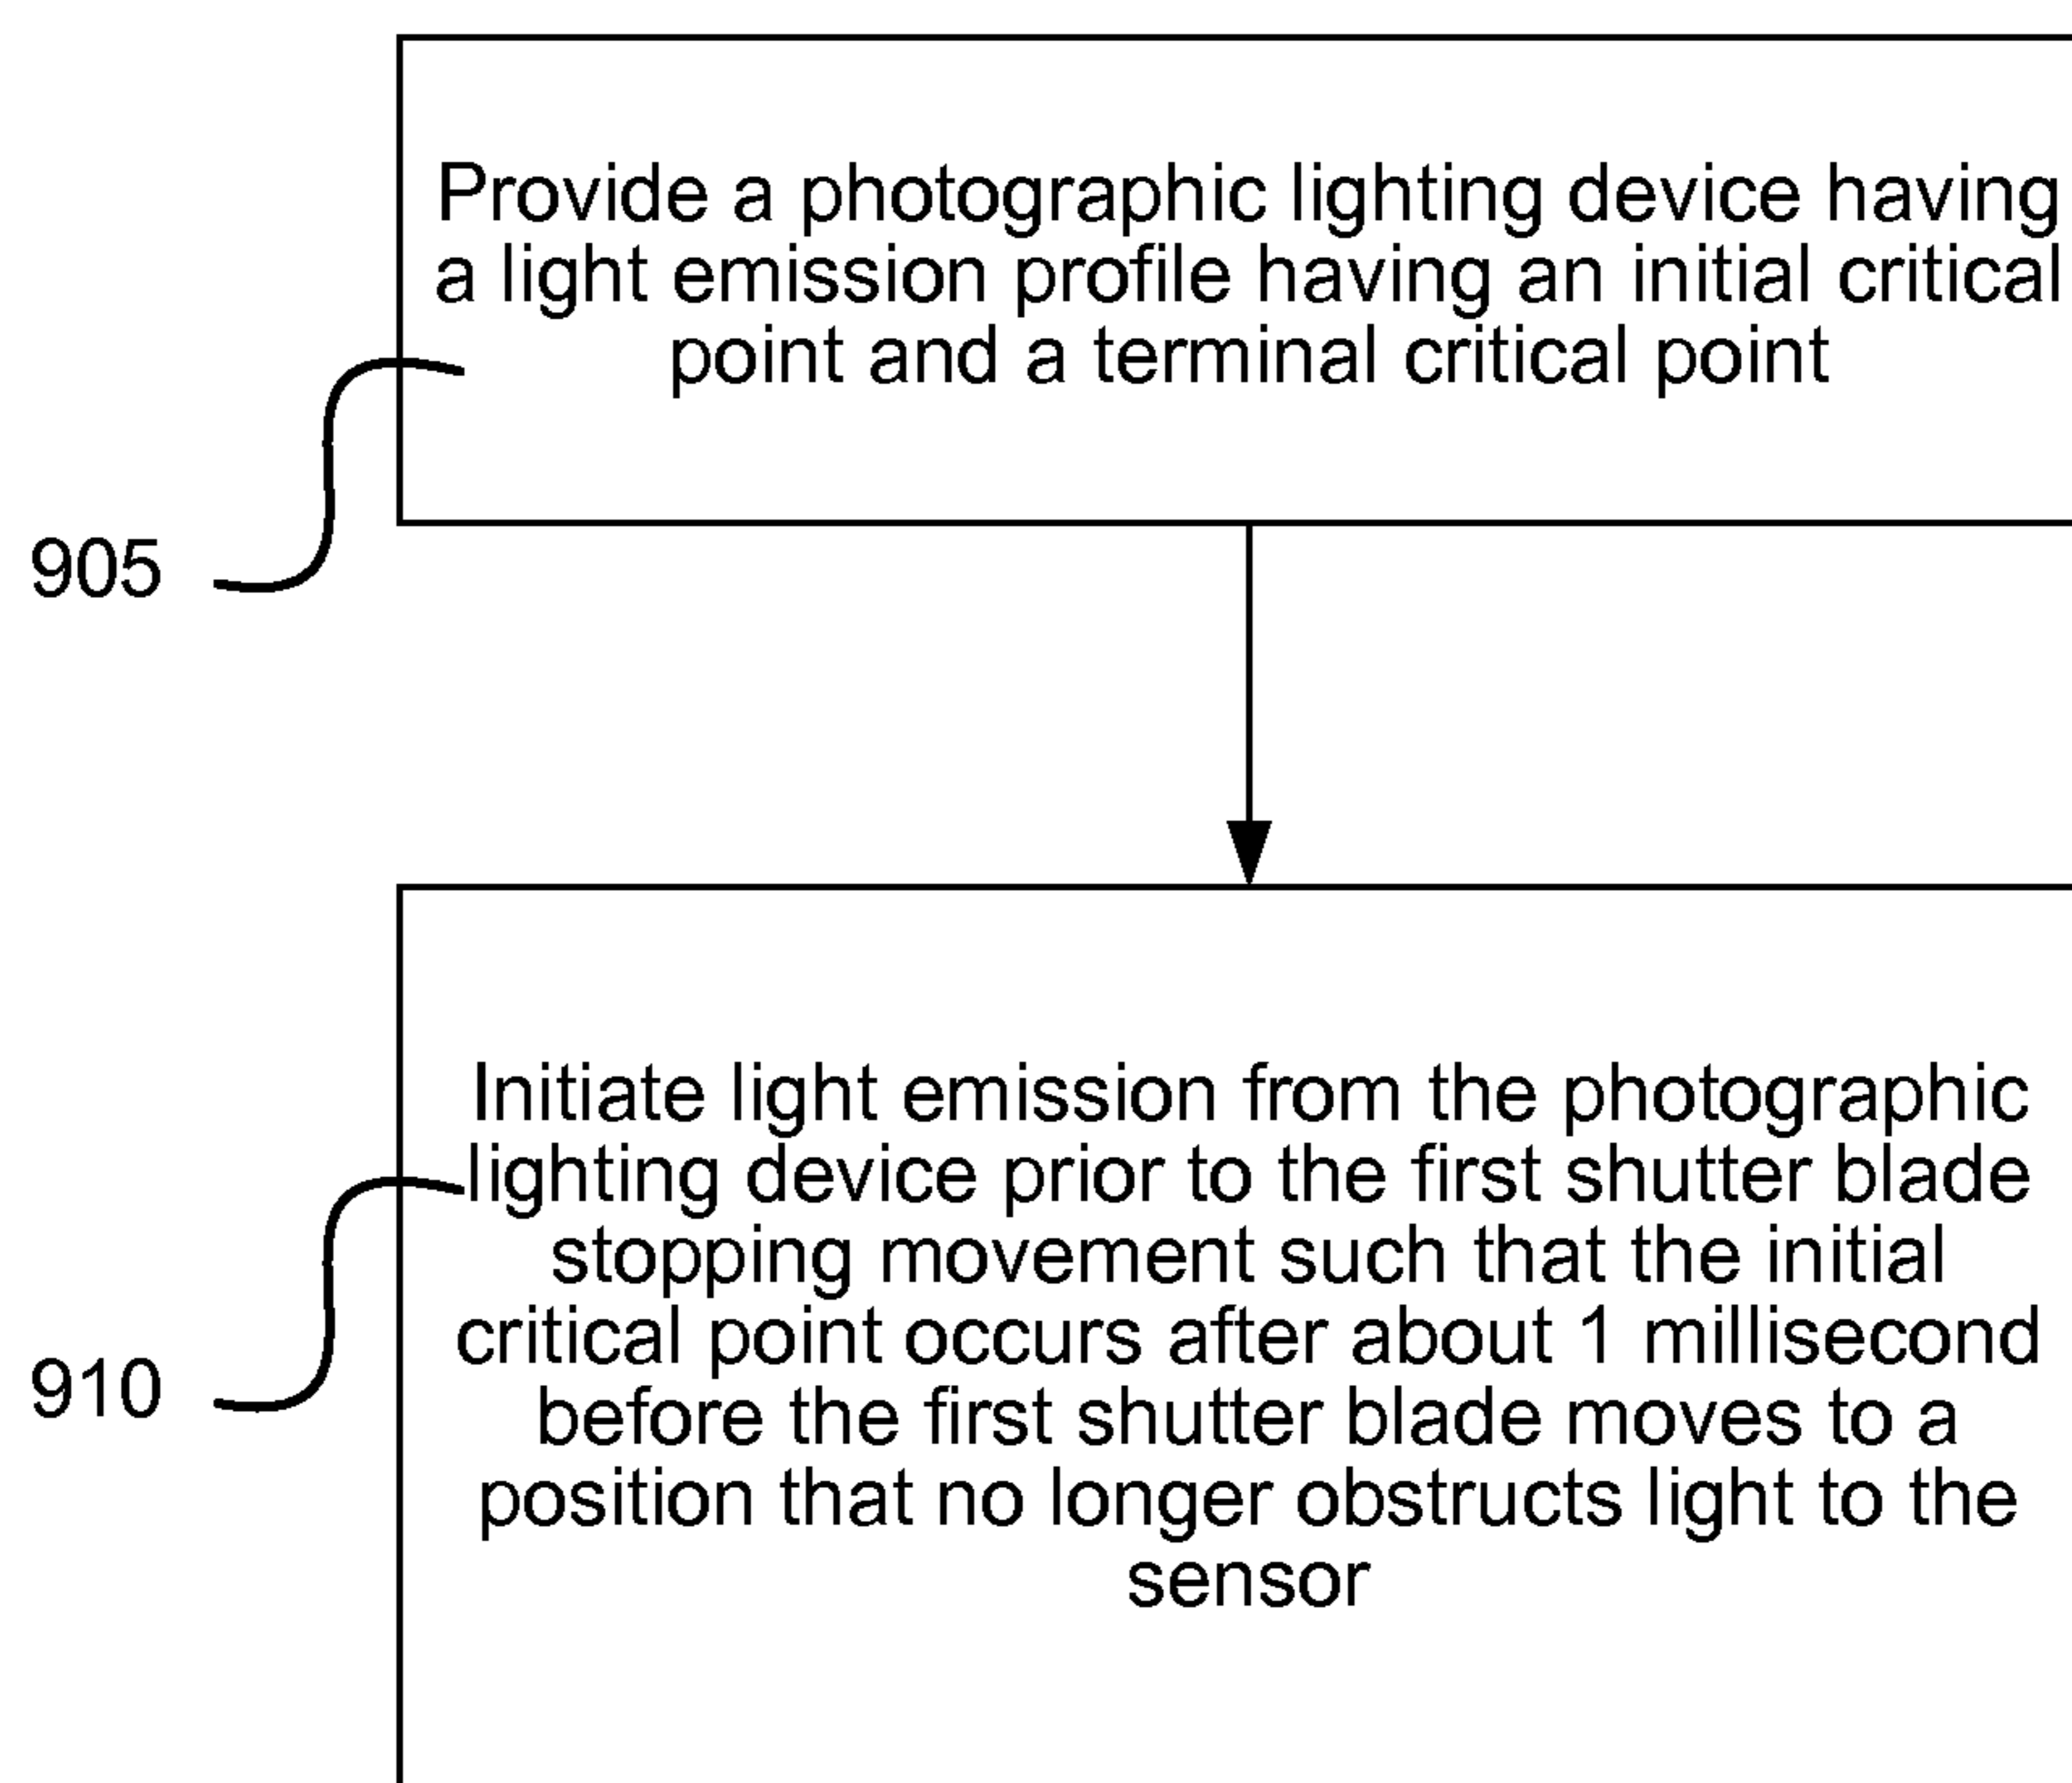 Provide a photographic lighting device having
a light emission profile having an initial critical
point and a terminal critical point
905
Initiate light emission from the photographic
lighting device prior to the first shutter blade
stopping movement such that the initial
critical point occurs after about 1 millisecond
before the first shutter blade moves to a
position that no longer obstructs light to the
sensor
910